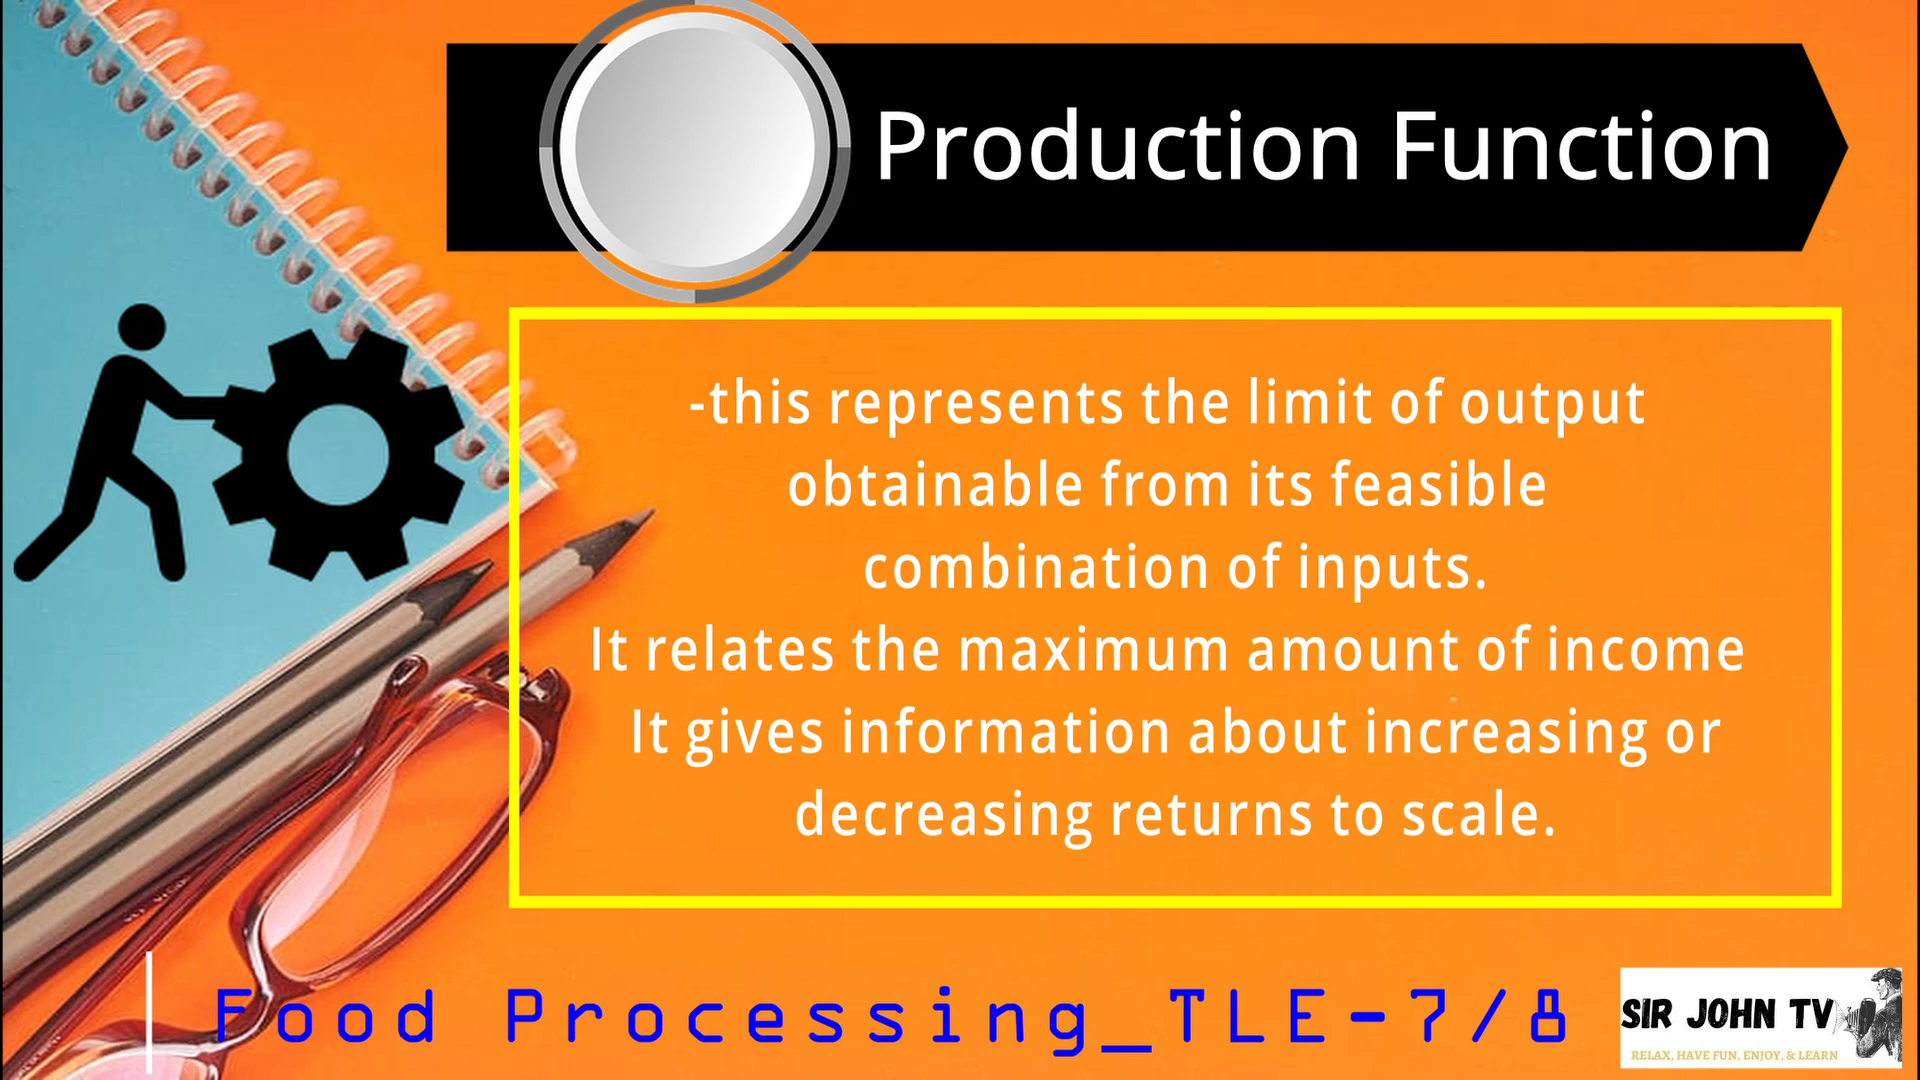 Production Function
-this represents the limit of output
obtainable from its feasible
combination of inputs.
It relates the maximum amount of income
It gives information about increasing or
decreasing returns to scale.
Food Processing_TLE-7/8
SIR JOHN TV
RELAX, HAVE FUN, ENJOY, & LEARN